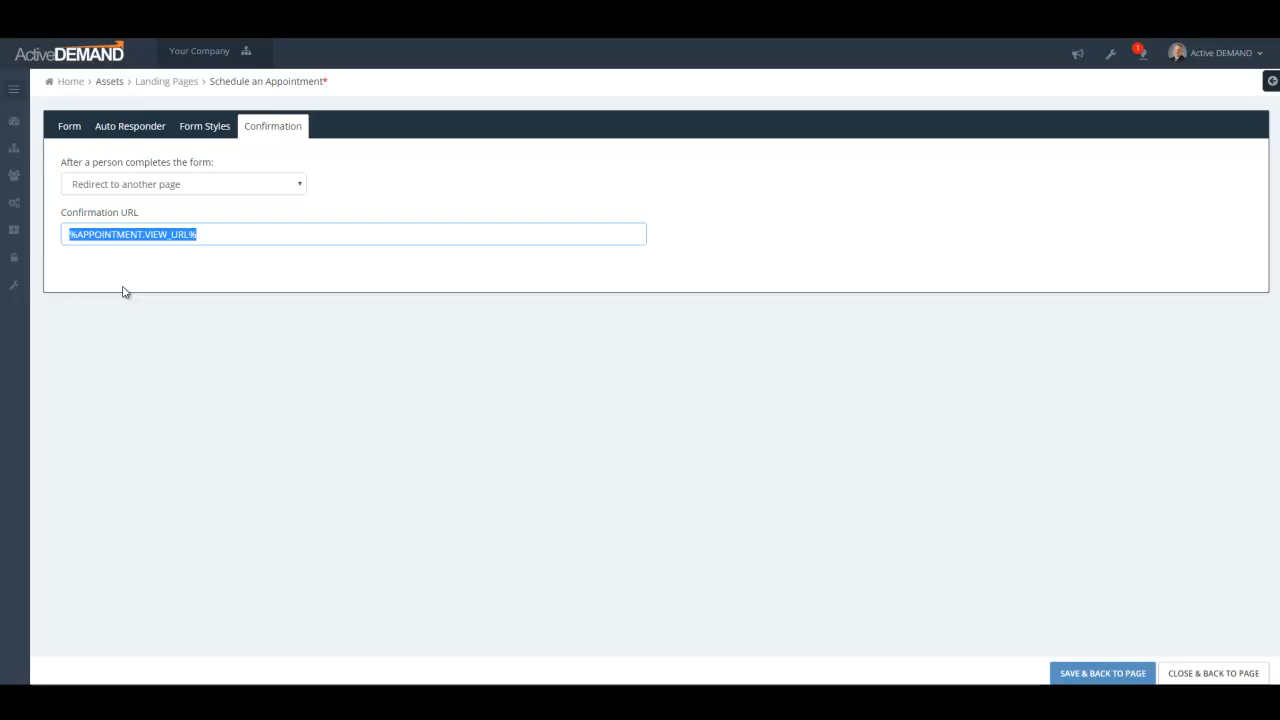 ActiveDEMAND
Your Company
1
Active DEMAND
Home > Assets > Landing Pages > Schedule an Appointment*
Form
Auto Responder
Form Styles
Confirmation
After a person completes the form:
Redirect to another page
Confirmation URL
%APPOINTMENT.VIEW_URL%
SAVE & BACK TO PAGE
CLOSE & BACK TO PAGE